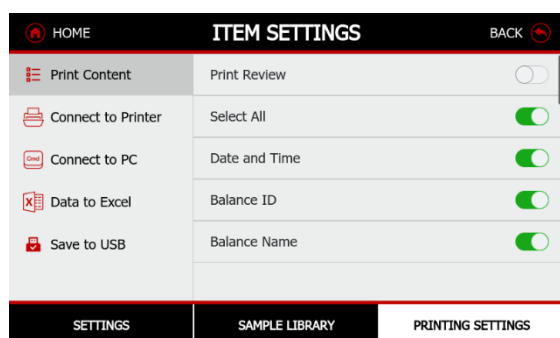 HOME
ITEM SETTINGS
BACK
Print Content
Print Review
Connect to Printer
Select All
Cmd
Connect to PC
Date and Time
X
Data to Excel
Balance ID
Save to USB
Balance Name
SETTINGS
SAMPLE LIBRARY
PRINTING SETTINGS